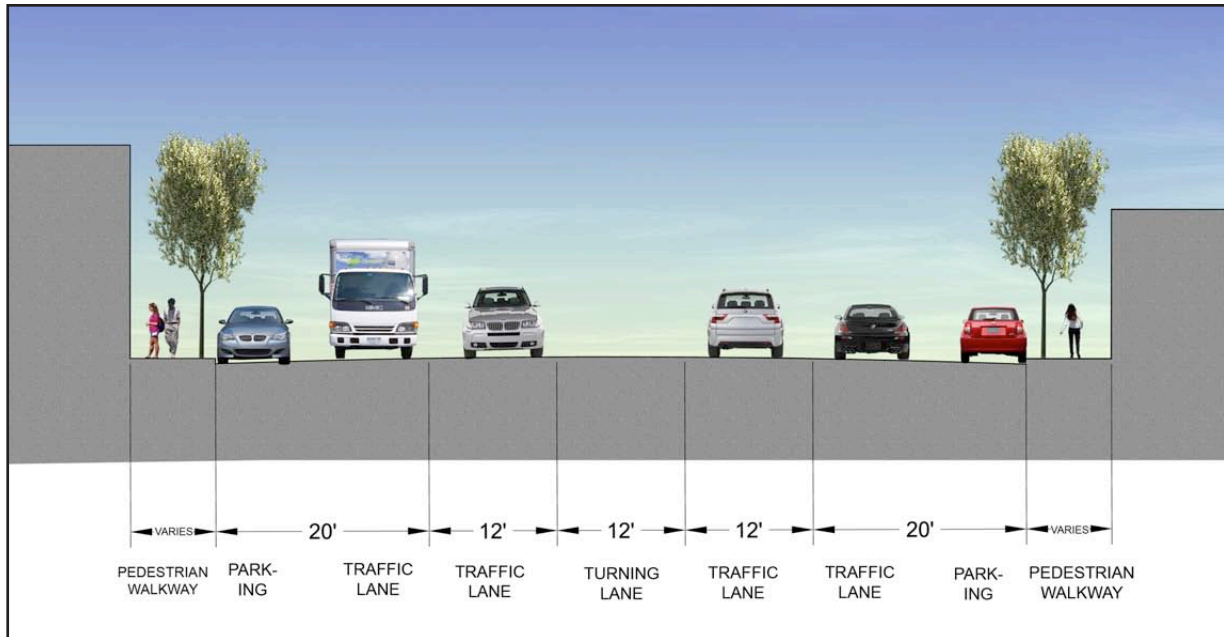 VARIES
20'
12'
12'
12'
20'
VARIES
PEDESTRIAN
WALKWAY
PARK-
ING
TRAFFIC
LANE
TRAFFIC
LANE
TURNING
LANE
TRAFFIC
LANE
TRAFFIC
LANE
PARK-
ING
PEDESTRIAN
WALKWAY